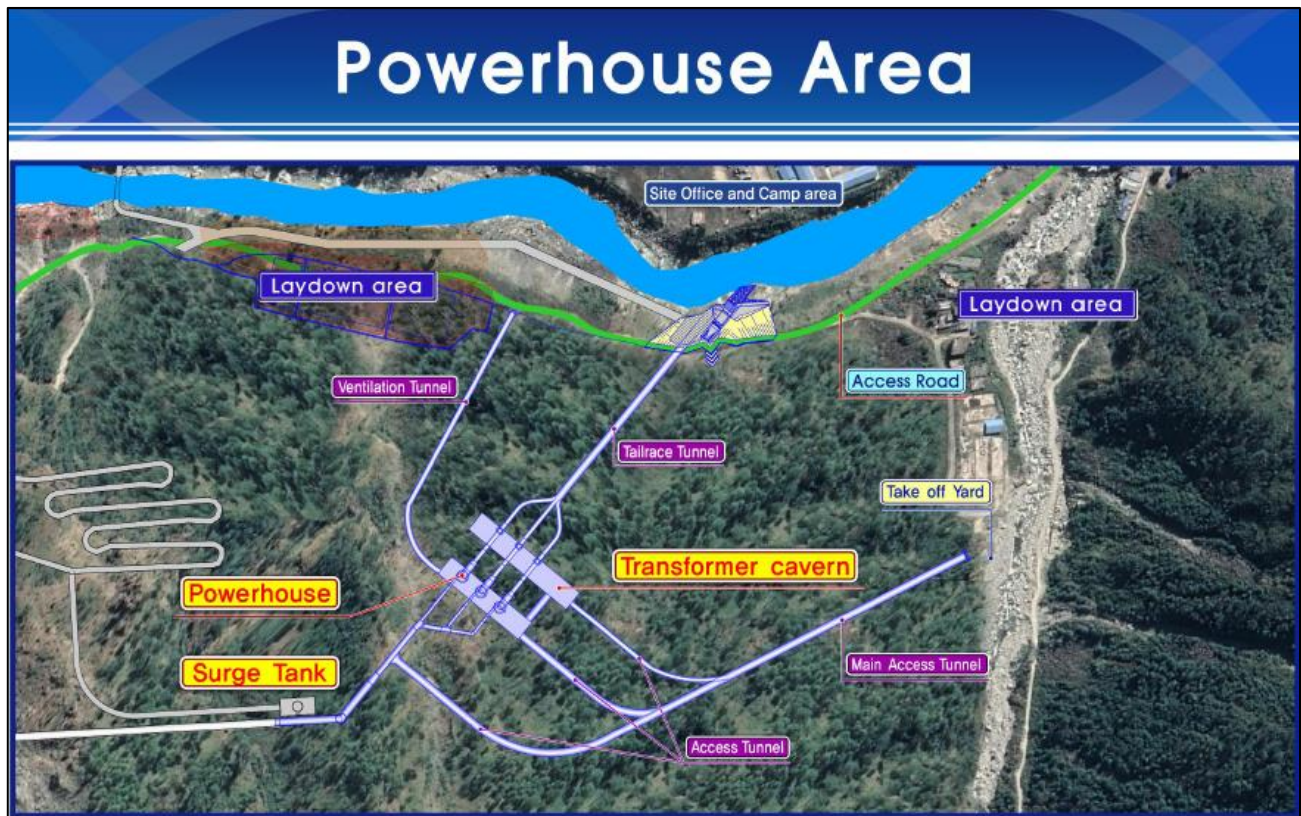 Powerhouse Area
Site Office and Camp area
Laydown area
Laydown area
Ventilation Tunnel
Access Road
Tailrace Tunnel
Take off Yard
Transformer cavern
Powerhouse
Surge Tank
Main Access Tunnel
Access Tunnel